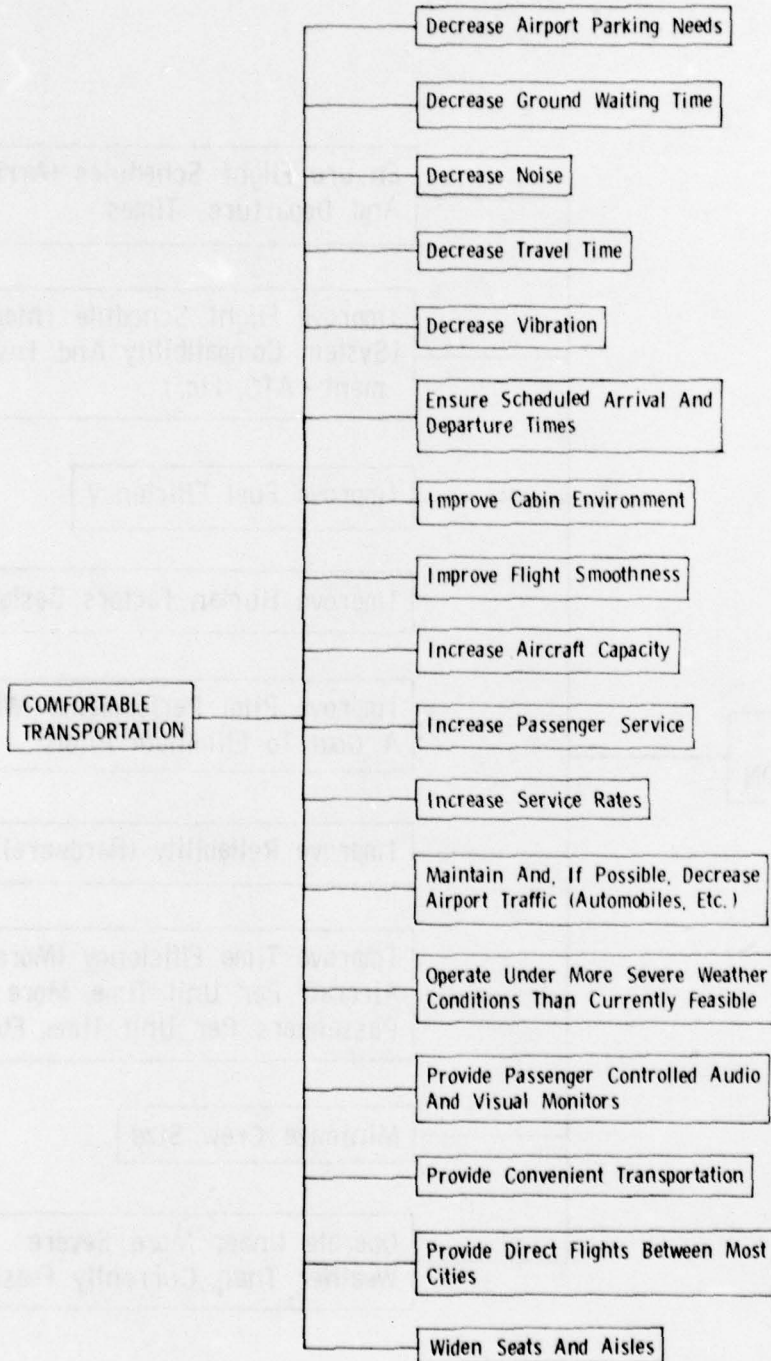 Decrease Airport Parking Needs
Decrease Ground Waiting Time
Decrease Noise
Decrease Travel Time
Decrease Vibration
Ensure Scheduled Arrival And
Departure Times
Improve Cabin Environment
Improve Flight Smoothness
Increase Aircraft Capacity
COMFORTABLE
TRANSPORTATION
Increase Passenger Service
Increase Service Rates
Maintain And, If Possible, Decrease
Airport Traffic (Automobiles, Etc.)
Operate Under More Severe Weather
Conditions Than Currently Feasible
Provide Passenger Controlled Audio
And Visual Monitors
Provide Convenient Transportation
Provide Direct Flights Between Most
Cities
Widen Seats And Aisles